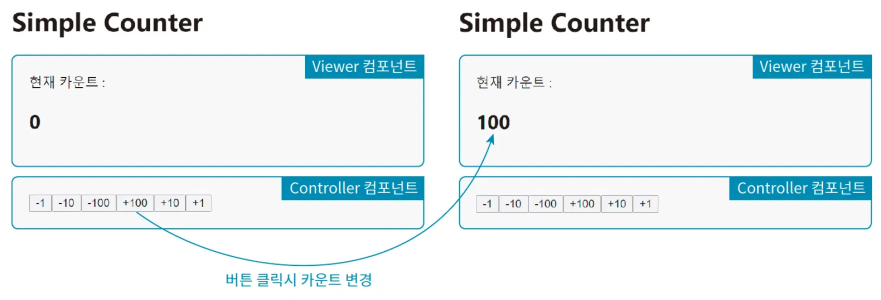 Simple Counter
Viewer 컴포넌트
현재 카운트 :
0
Controller 컴포넌트
-1 -10 -100 +100 +10 +1
Simple Counter
Viewer 컴포넌트
현재 카운트 :
100
Controller 컴포넌트
-1 -10 -100 +100 +10 +1
버튼 클릭시 카운트 변경